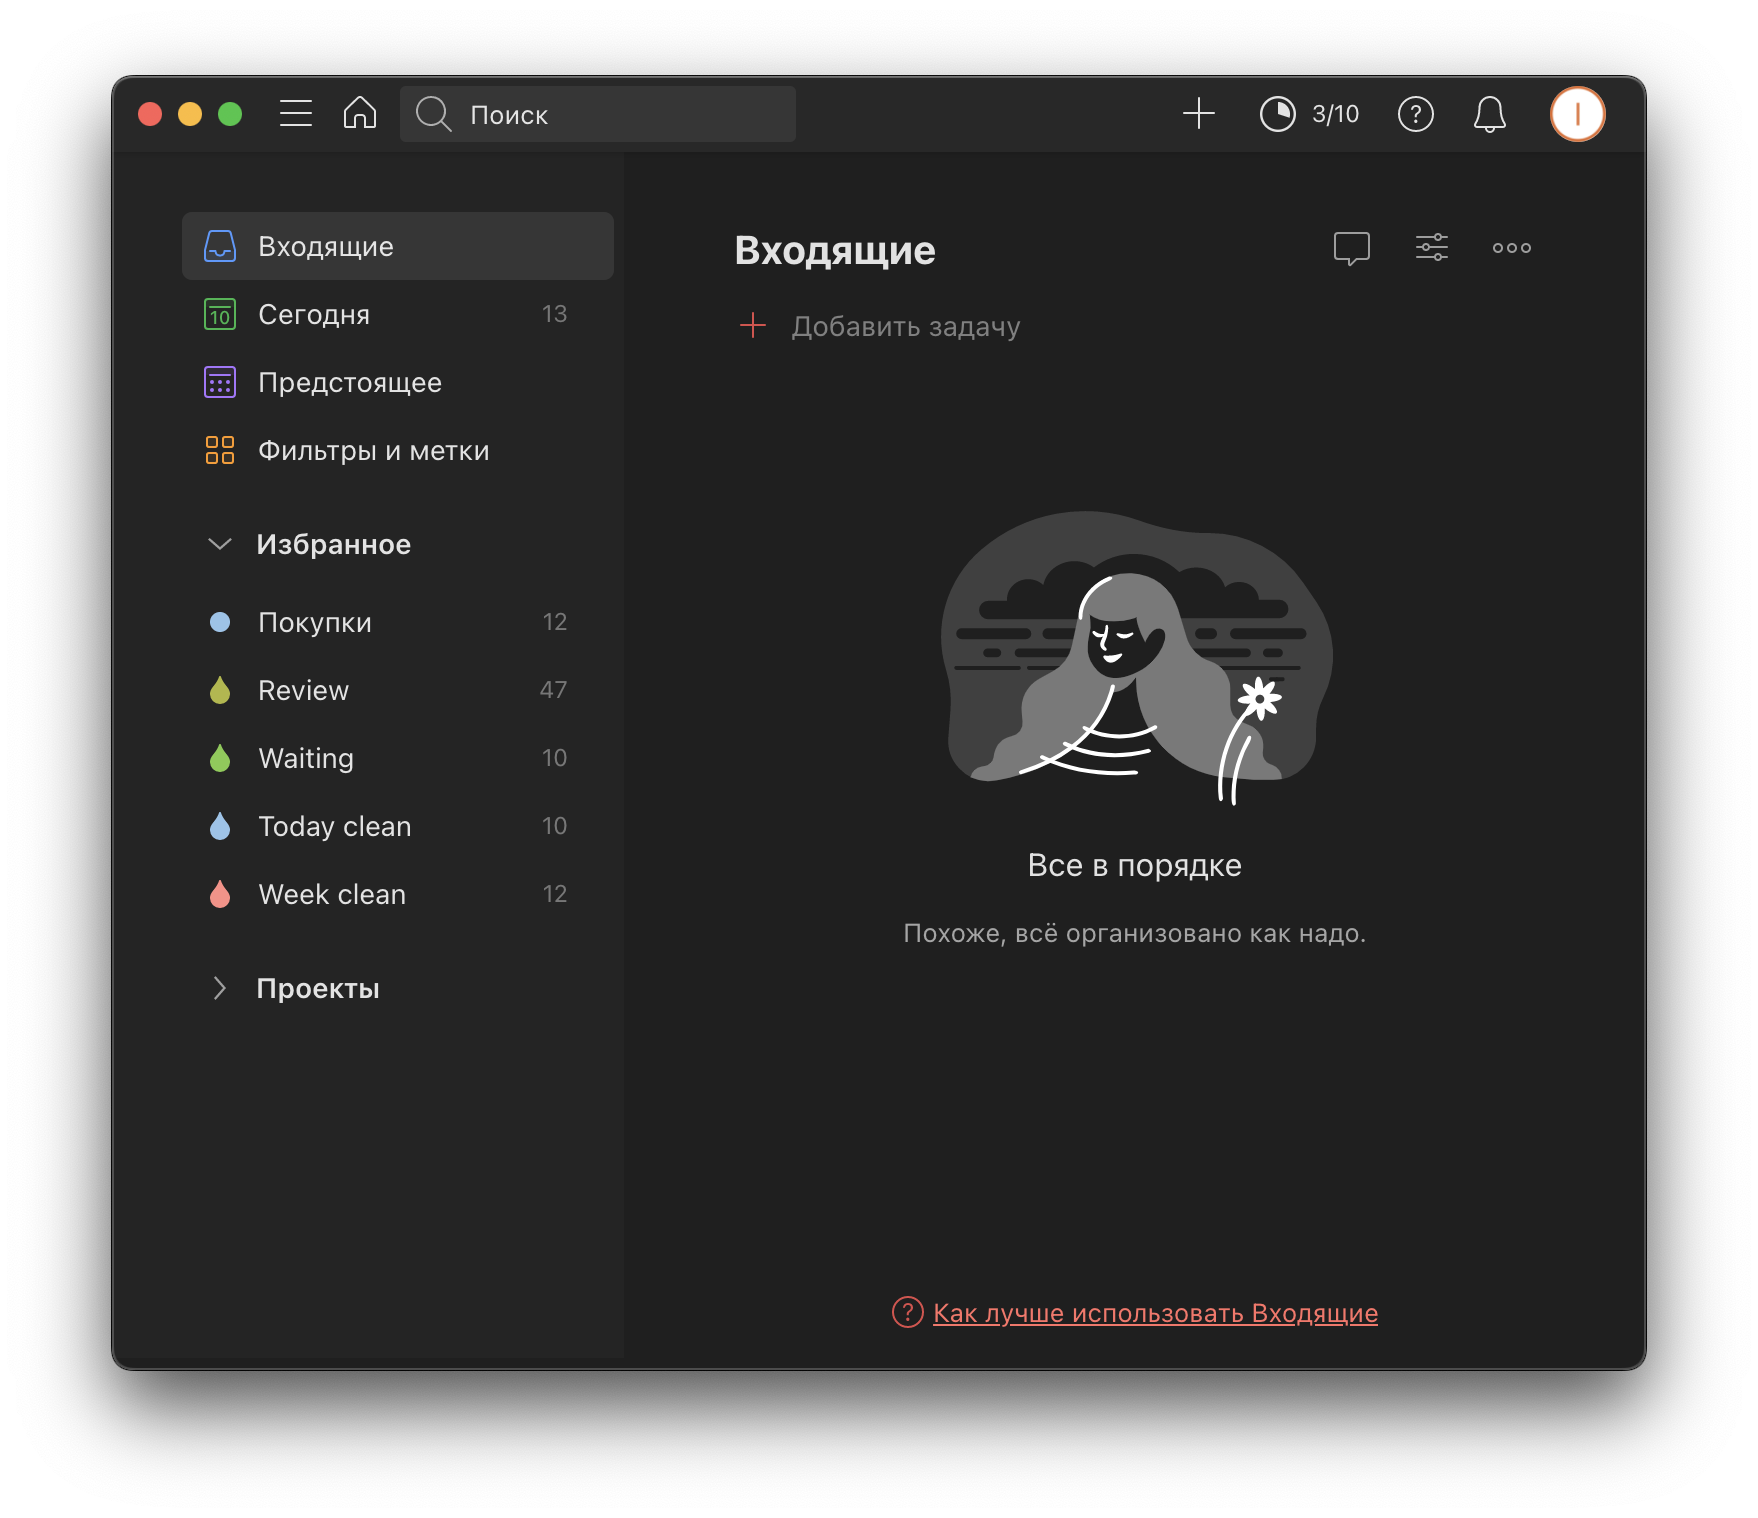 Поиск
3/10
?
I
Входящие
10 Сегодня 13
Предстоящее
Фильтры и метки
Избранное
Покупки 12
Review 47
Waiting 10
Today clean 10
Week clean 12
Проекты
Входящие
Добавить задачу
Все в порядке
Похоже, всё организовано как надо.
? Как лучше использовать Входящие